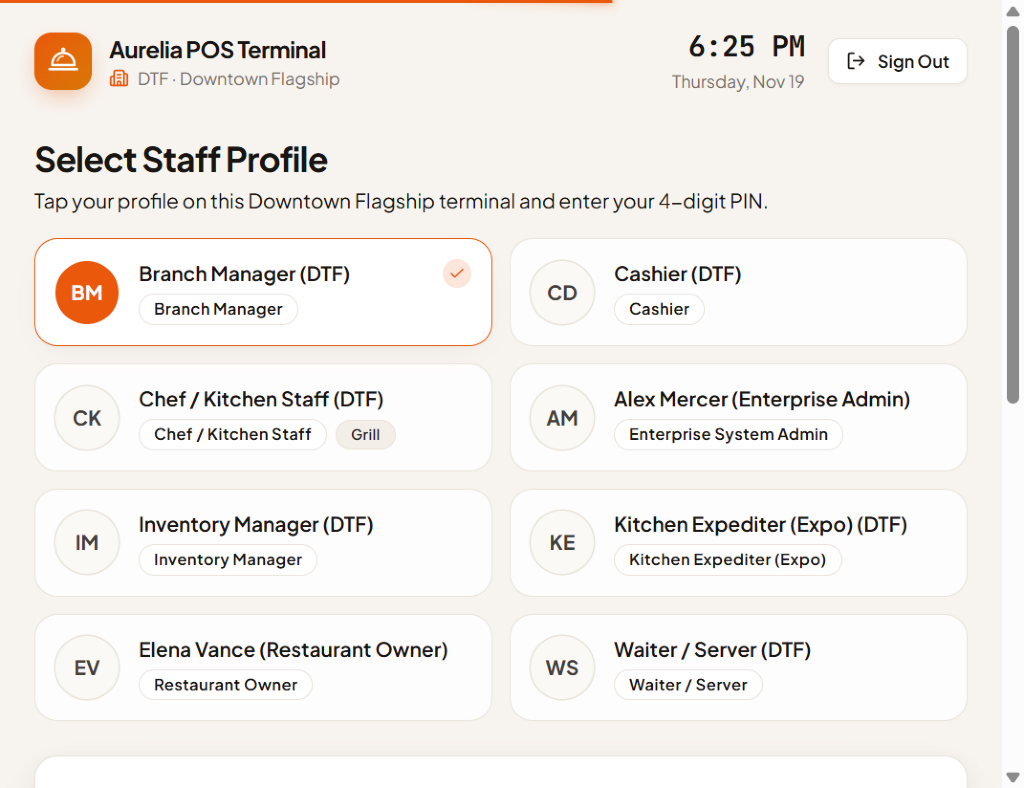 Aurelia POS Terminal
DTF · Downtown Flagship
6:25 PM
Thursday, Nov 19
Sign Out
Select Staff Profile
Tap your profile on this Downtown Flagship terminal and enter your 4–digit PIN.
BM
Branch Manager (DTF)
Branch Manager
CD
Cashier (DTF)
Cashier
CK
Chef / Kitchen Staff (DTF)
Chef / Kitchen Staff
Grill
AM
Alex Mercer (Enterprise Admin)
Enterprise System Admin
IM
Inventory Manager (DTF)
Inventory Manager
KE
Kitchen Expediter (Expo) (DTF)
Kitchen Expediter (Expo)
EV
Elena Vance (Restaurant Owner)
Restaurant Owner
WS
Waiter / Server (DTF)
Waiter / Server